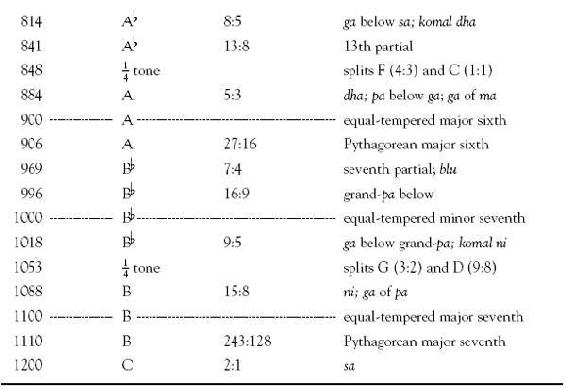 814 A♭ 8:5 ga below sa; komal dha
841 A♭ 13:8 13th partial
848 1/4 tone splits F (4:3) and C (1:1)
884 A 5:3 dha; pa below ga; ga of ma
900 A equal-tempered major sixth
906 A 27:16 Pythagorean major sixth
969 B♭ 7:4 seventh partial; blu
996 B♭ 16:9 grand-pa below
1000 B♭ equal-tempered minor seventh
1018 B♭ 9:5 ga below grand-pa; komal ni
1053 1/4 tone splits G (3:2) and D (9:8)
1088 B 15:8 ni; ga of pa
1100 B equal-tempered major seventh
1110 B 243:128 Pythagorean major seventh
1200 C 2:1 sa